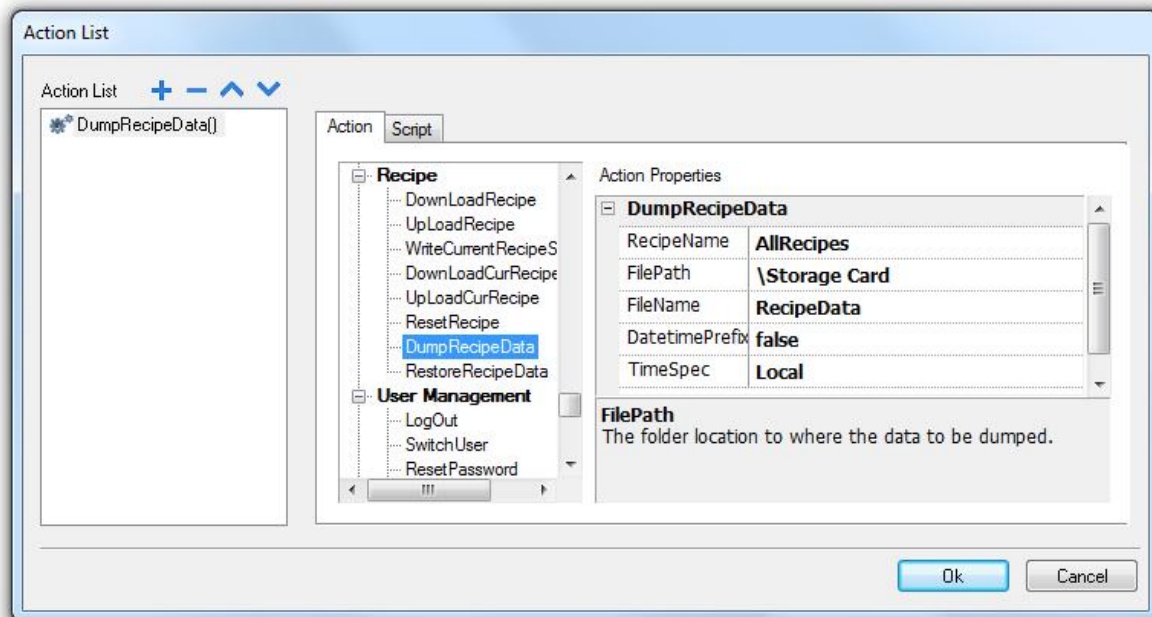 Action List
Action List
DumpRecipeData()
Action
Script
Recipe
DownLoadRecipe
UpLoadRecipe
WriteCurrentRecipeS
DownLoadCurRecipe
UpLoadCurRecipe
ResetRecipe
DumpRecipeData
RestoreRecipeData
User Management
LogOut
SwitchUser
ResetPassword
Action Properties
DumpRecipeData
RecipeName AllRecipes
FilePath \Storage Card
FileName RecipeData
DatetimePrefix false
TimeSpec Local
FilePath
The folder location to where the data to be dumped.
Ok
Cancel